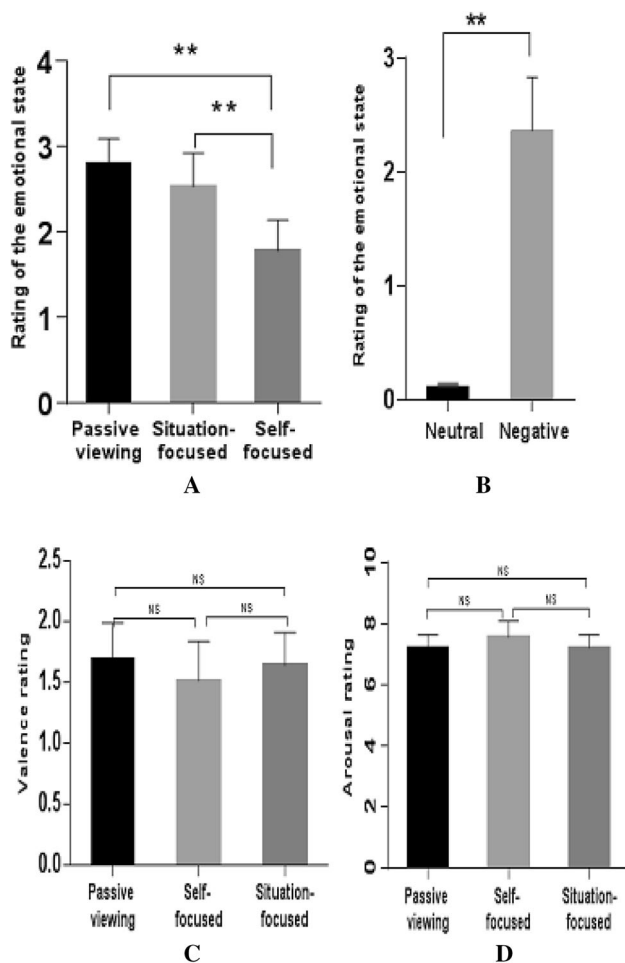 **
**
4
3
2
1
0
Rating of the emotional state
Passive viewing
Situation-focused
Self-focused
A
**
3
2
1
0
Rating of the emotional state
Neutral
Negative
B
2.5
2.0
1.5
1.0
0.5
0.0
Valence rating
NS
NS
NS
Passive viewing
Self-focused
Situation-focused
C
10
8
6
4
2
0
Arousal rating
NS
NS
NS
Passive viewing
Self-focused
Situation-focused
D